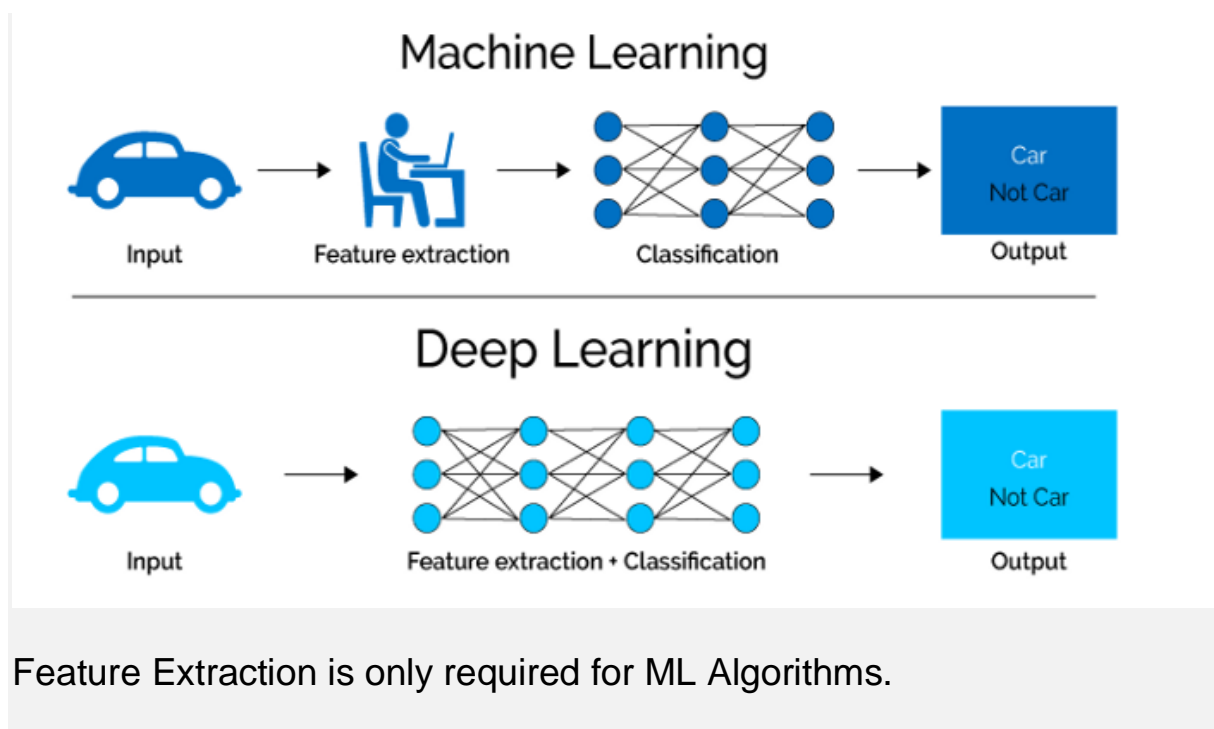 Machine Learning
Car
Not Car
Input
Feature extraction
Classification
Output
Deep Learning
Car
Not Car
Input
Feature extraction + Classification
Output
Feature Extraction is only required for ML Algorithms.